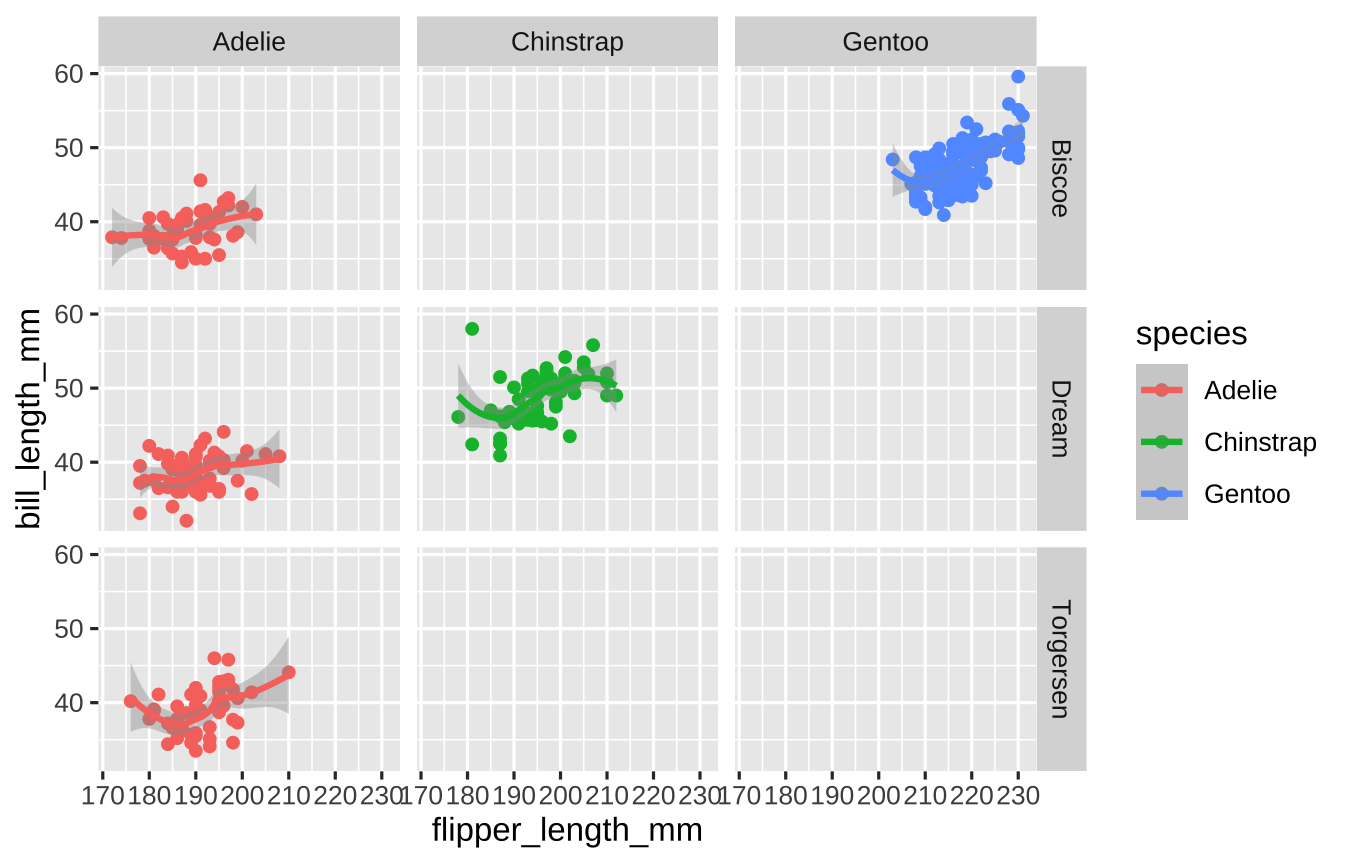 Adelie Chinstrap Gentoo
60
50
40
Biscoe
60
50
40
Dream
60
50
40
Torgersen
170 180 190 200 210 220 230 170 180 190 200 210 220 230 170 180 190 200 210 220 230
flipper_length_mm
bill_length_mm
species
Adelie
Chinstrap
Gentoo